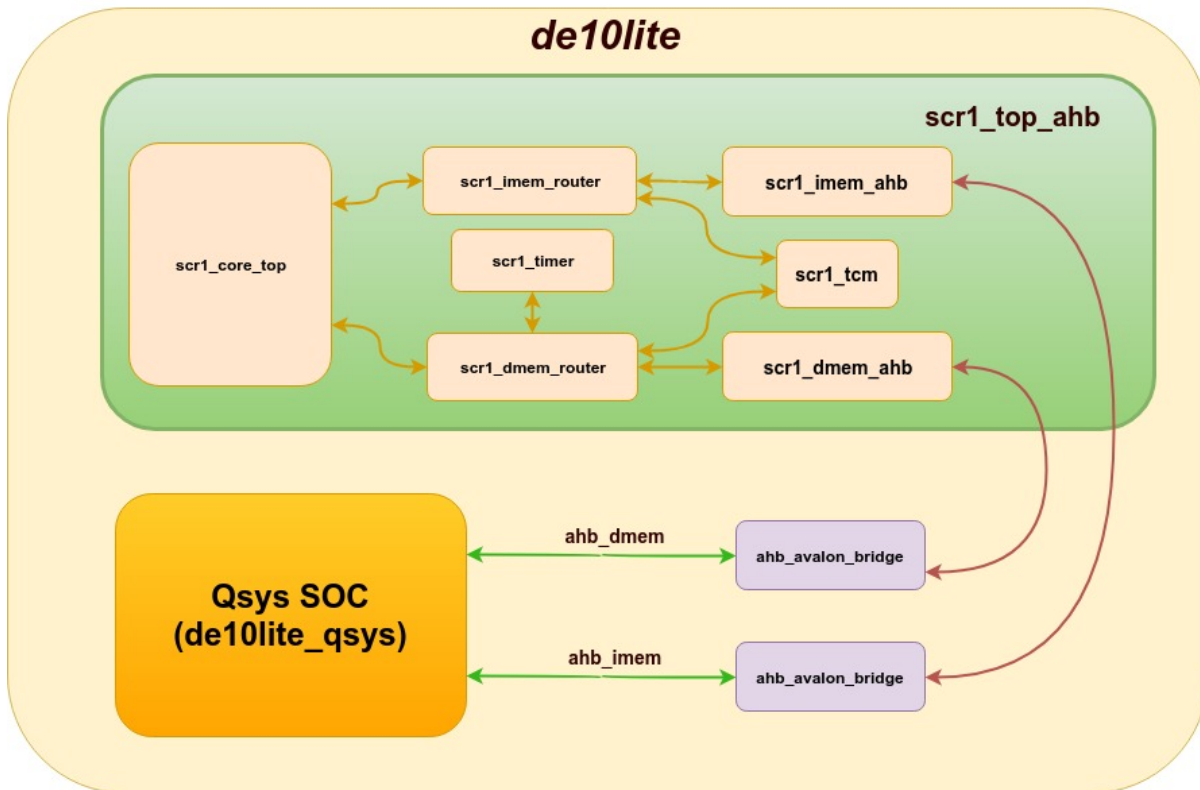 de10lite
scr1_top_ahb
scr1_core_top
scr1_imem_router
scr1_imem_ahb
scr1_timer
scr1_tcm
scr1_dmem_router
scr1_dmem_ahb
Qsys SOC
(de10lite_qsys)
ahb_dmem
ahb_avalon_bridge
ahb_imem
ahb_avalon_bridge